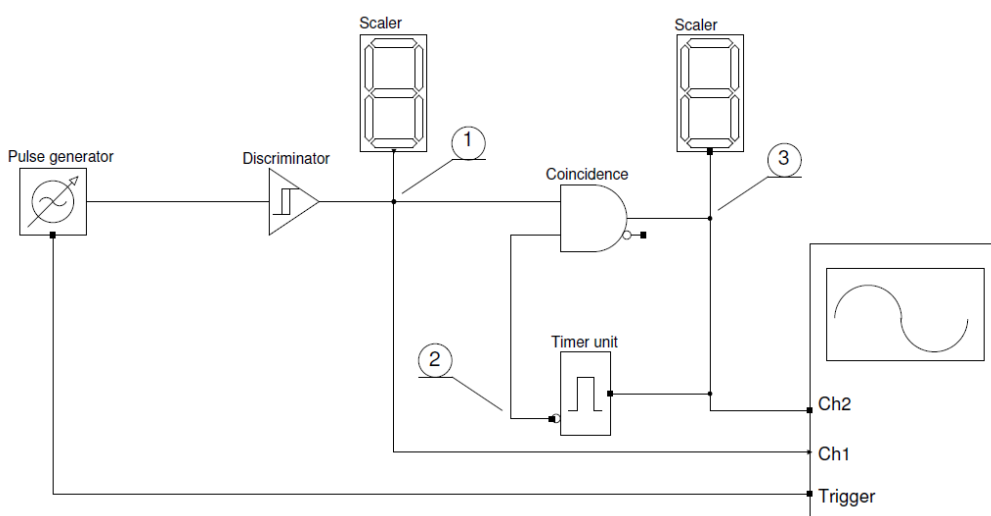 Scaler
Scaler
1
3
Pulse generator
Discriminator
Coincidence
2
Timer unit
Ch2
Ch1
Trigger